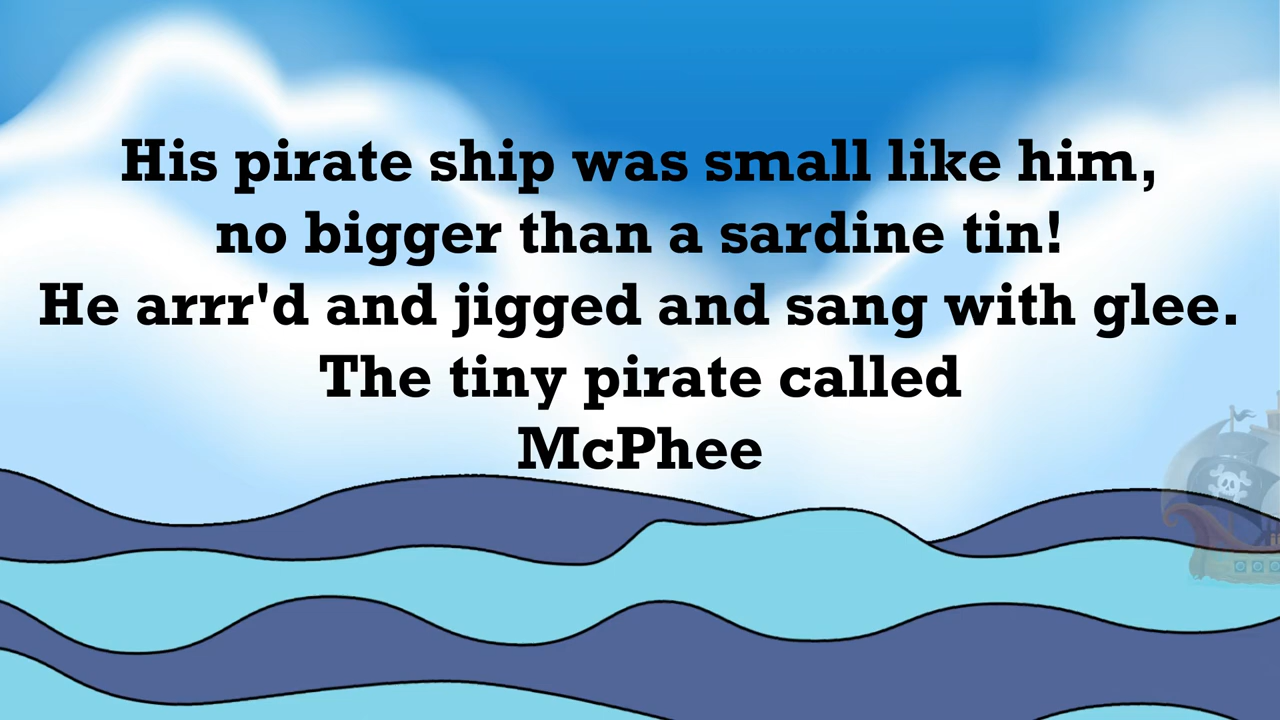 His pirate ship was small like him,
no bigger than a sardine tin!
He arrr'd and jigged and sang with glee.
The tiny pirate called
McPhee